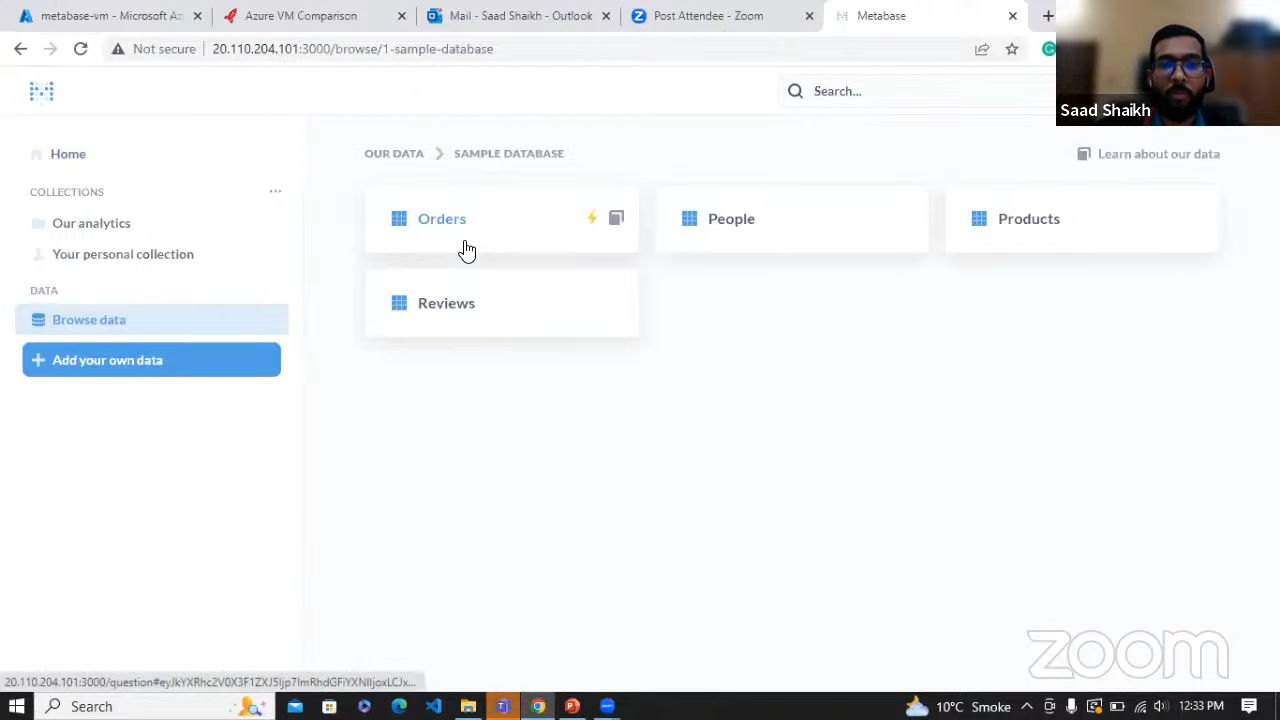 metabase-vm - Microsoft Az
Azure VM Comparison
Mail - Saad Shaikh - Outlook
Post Attendee - Zoom
Metabase
Not secure
20.110.204.101:3000/browse/1-sample-database
Saad Shaikh
Search...
Home
OUR DATA
SAMPLE DATABASE
Learn about our data
COLLECTIONS
Our analytics
Your personal collection
DATA
Browse data
Add your own data
Orders
People
Products
Reviews
zoom
Search
10°C Smoke
12:33 PM